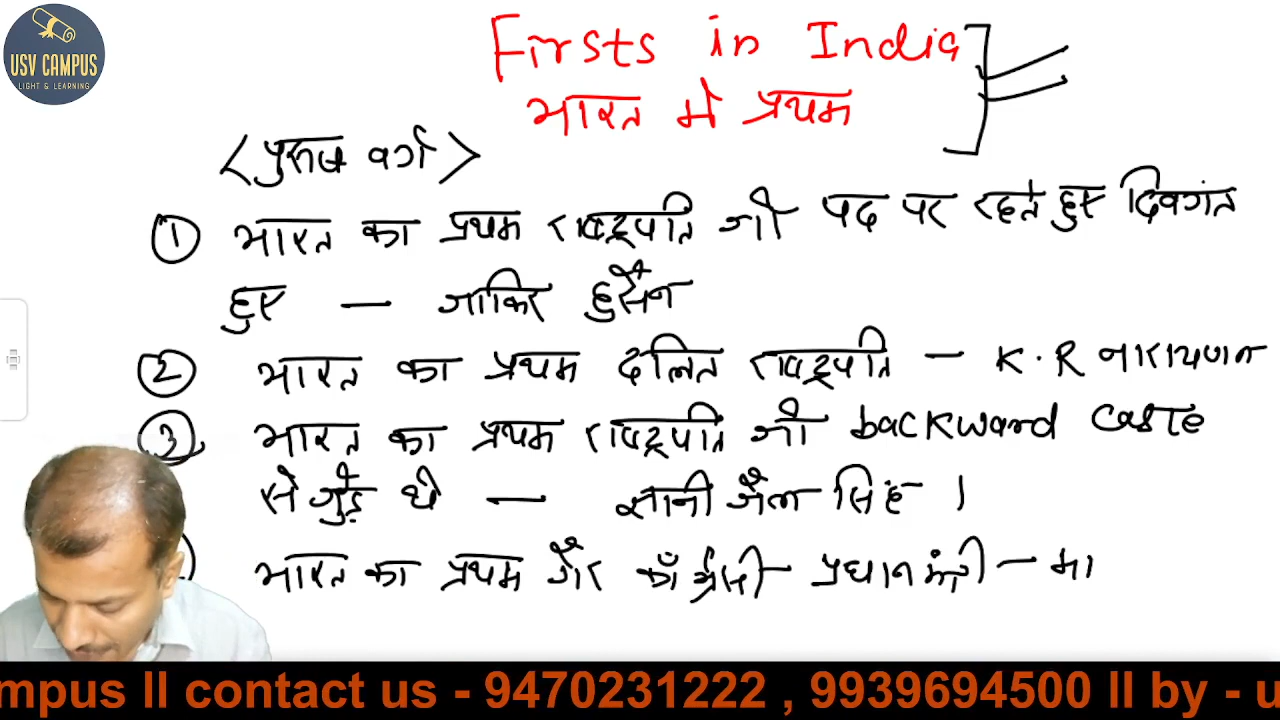 USV CAMPUS
LIGHT & LEARNING
Firsts in India
भारत में प्रथम
<पुरुष वर्ग>
① भारत का प्रथम राष्ट्रपति जो पद पर रहते हुए दिवंगत
हुए — जाकिर हुसैन
② भारत का प्रथम दलित राष्ट्रपति — K.R नारायणन
③ भारत का प्रथम राष्ट्रपति जो backward caste
से जुड़े थे — ज्ञानी जैल सिंह ।
भारत का प्रथम गैर काँग्रेसी प्रधानमंत्री — मो
mpus II contact us - 9470231222 , 9939694500 II by - u